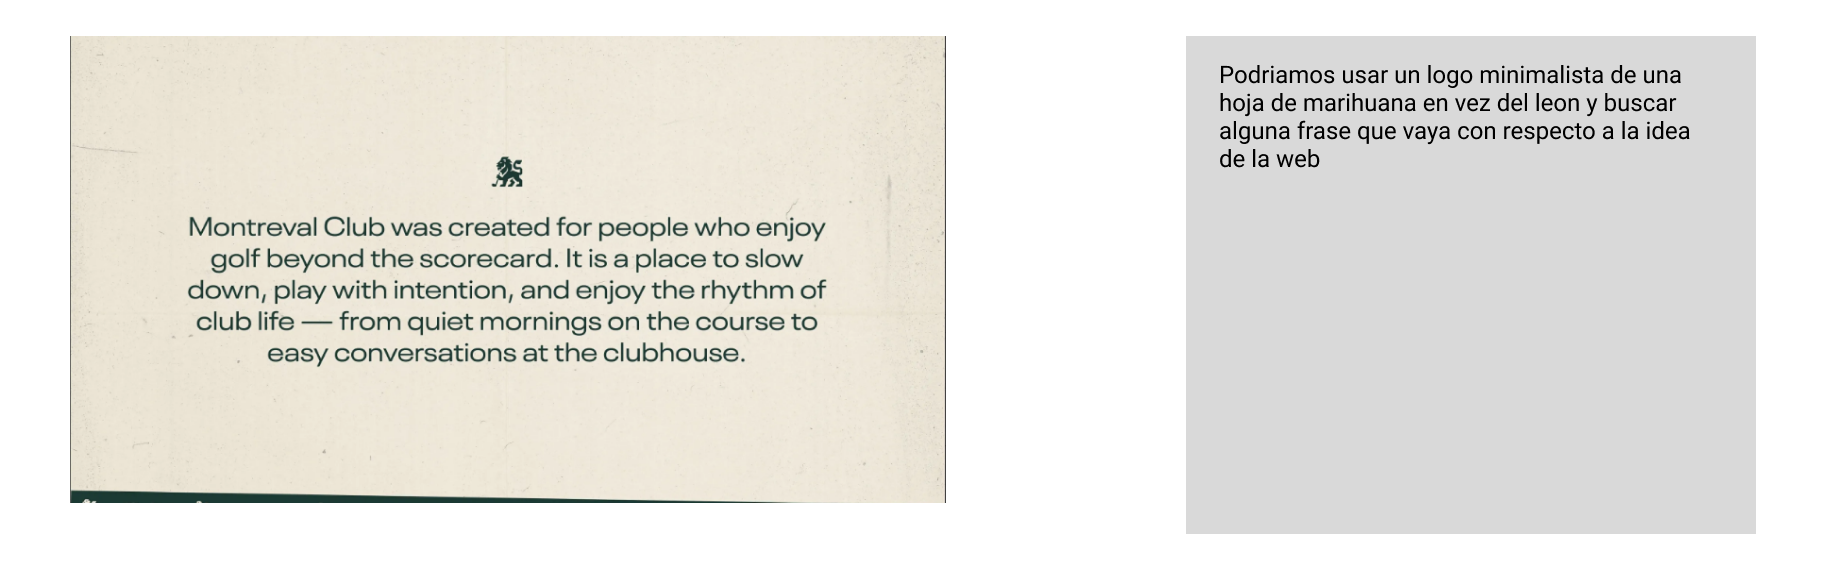 Montreval Club was created for people who enjoy
golf beyond the scorecard. It is a place to slow
down, play with intention, and enjoy the rhythm of
club life — from quiet mornings on the course to
easy conversations at the clubhouse.
Podriamos usar un logo minimalista de una
hoja de marihuana en vez del leon y buscar
alguna frase que vaya con respecto a la idea
de la web